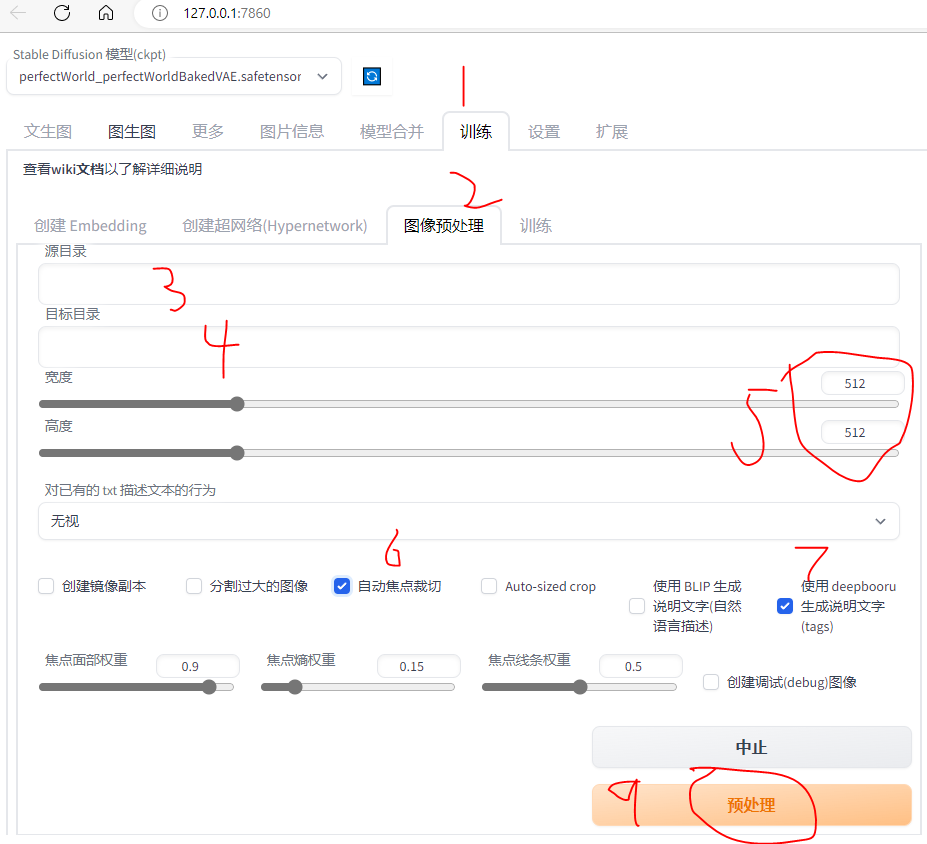 127.0.0.1:7860
Stable Diffusion 模型(ckpt)
perfectWorld_perfectWorldBakedVAE.safetensor
1
文生图 图生图 更多 图片信息 模型合并 训练 设置 扩展
查看wiki文档以了解详细说明
2
创建 Embedding 创建超网络(Hypernetwork) 图像预处理 训练
源目录
3
目标目录
4
宽度 512
5
高度 512
对已有的 txt 描述文本的行为
无视
6 7
创建镜像副本 分割过大的图像 自动焦点裁切 Auto-sized crop 使用 BLIP 生成说明文字(自然语言描述) 使用 deepbooru 生成说明文字(tags)
焦点面部权重 0.9 焦点熵权重 0.15 焦点线条权重 0.5 创建调试(debug)图像
中止
9 预处理